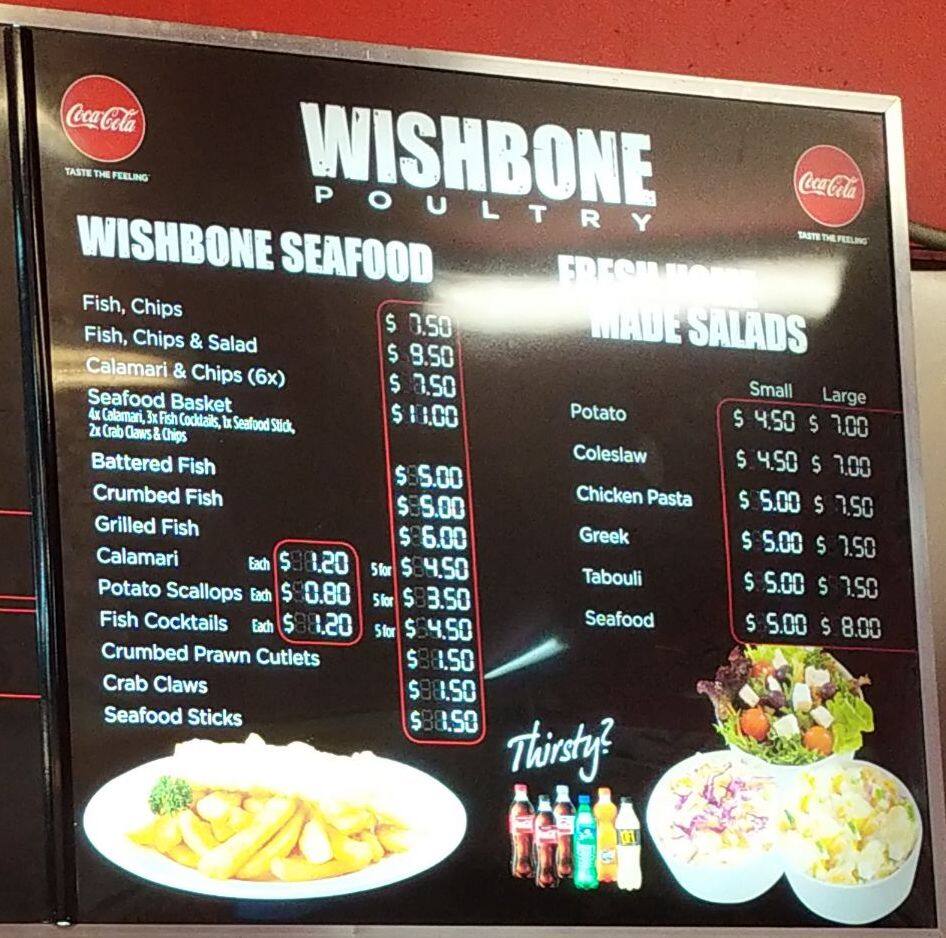 Coca-Cola
TASTE THE FEELING
WISHBONE
POULTRY
Coca-Cola
TASTE THE FEELING
WISHBONE SEAFOOD
Fish, Chips $ 7.50
Fish, Chips & Salad $ 9.50
Calamari & Chips (6x) $ 7.50
Seafood Basket $ 11.00
4x Calamari, 3x Fish Cocktails, 1x Seafood Stick,
2x Crab Claws & Chips
Battered Fish $ 5.00
Crumbed Fish $ 5.00
Grilled Fish $ 6.00
Calamari Each $ 1.20 5 for $ 4.50
Potato Scallops Each $ 0.80 5 for $ 3.50
Fish Cocktails Each $ 1.20 5 for $ 4.50
Crumbed Prawn Cutlets $ 1.50
Crab Claws $ 1.50
Seafood Sticks $ 1.50
FRESH HOME
MADE SALADS
Small Large
Potato $ 4.50 $ 7.00
Coleslaw $ 4.50 $ 7.00
Chicken Pasta $ 5.00 $ 7.50
Greek $ 5.00 $ 7.50
Tabouli $ 5.00 $ 7.50
Seafood $ 5.00 $ 8.00
Thirsty?